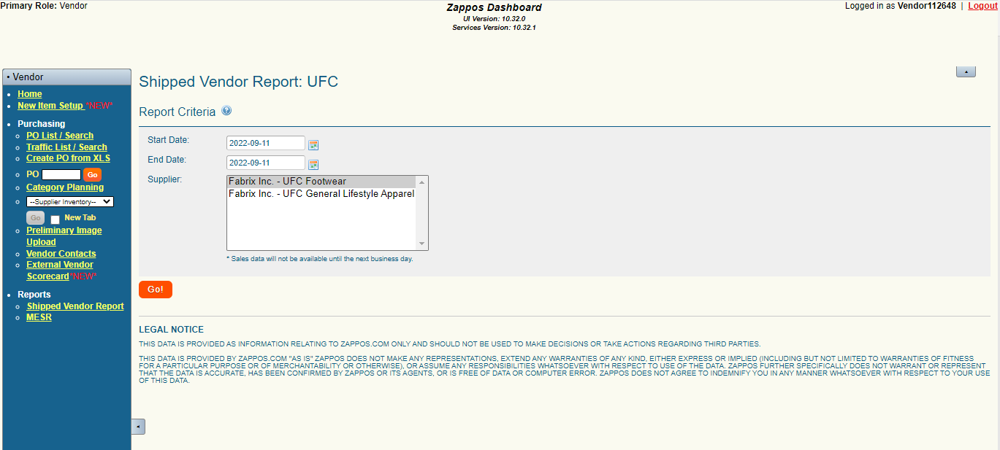 Primary Role: Vendor
Zappos Dashboard
UI Version: 10.32.0
Services Version: 10.32.1
Logged in as Vendor112648 | Logout
• Vendor
Home
New Item Setup *NEW*
Purchasing
PO List / Search
Traffic List / Search
Create PO from XLS
PO Go
Category Planning
--Supplier Inventory--
Go New Tab
Preliminary Image
Upload
Vendor Contacts
External Vendor
Scorecard *NEW*
Reports
Shipped Vendor Report
MESR
Shipped Vendor Report: UFC
Report Criteria ?
Start Date: 2022-09-11
End Date: 2022-09-11
Supplier: Fabrix Inc. - UFC Footwear
Fabrix Inc. - UFC General Lifestyle Apparel
* Sales data will not be available until the next business day.
Go!
LEGAL NOTICE
THIS DATA IS PROVIDED AS INFORMATION RELATING TO ZAPPOS.COM ONLY AND SHOULD NOT BE USED TO MAKE DECISIONS OR TAKE ACTIONS REGARDING THIRD PARTIES.
THIS DATA IS PROVIDED BY ZAPPOS.COM "AS IS" ZAPPOS DOES NOT MAKE ANY REPRESENTATIONS, EXTEND ANY WARRANTIES OF ANY KIND, EITHER EXPRESS OR IMPLIED (INCLUDING BUT NOT LIMITED TO WARRANTIES OF FITNESS
FOR A PARTICULAR PURPOSE OR OF MERCHANTABILITY OR OTHERWISE), OR ASSUME ANY RESPONSIBILITIES WHATSOEVER WITH RESPECT TO USE OF THE DATA. ZAPPOS FURTHER SPECIFICALLY DOES NOT WARRANT OR REPRESENT
THAT THE DATA IS ACCURATE, HAS BEEN CONFIRMED BY ZAPPOS OR ITS AGENTS, OR IS FREE OF DATA OR COMPUTER ERROR. ZAPPOS DOES NOT AGREE TO INDEMNIFY YOU IN ANY MANNER WHATSOEVER WITH RESPECT TO YOUR USE
OF THIS DATA.